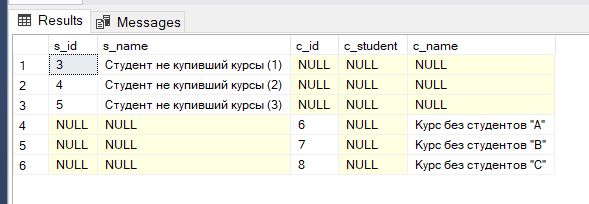 Results Messages
s_id s_name c_id c_student c_name
1 3 Студент не купивший курсы (1) NULL NULL NULL
2 4 Студент не купивший курсы (2) NULL NULL NULL
3 5 Студент не купивший курсы (3) NULL NULL NULL
4 NULL NULL 6 NULL Курс без студентов "A"
5 NULL NULL 7 NULL Курс без студентов "B"
6 NULL NULL 8 NULL Курс без студентов "C"